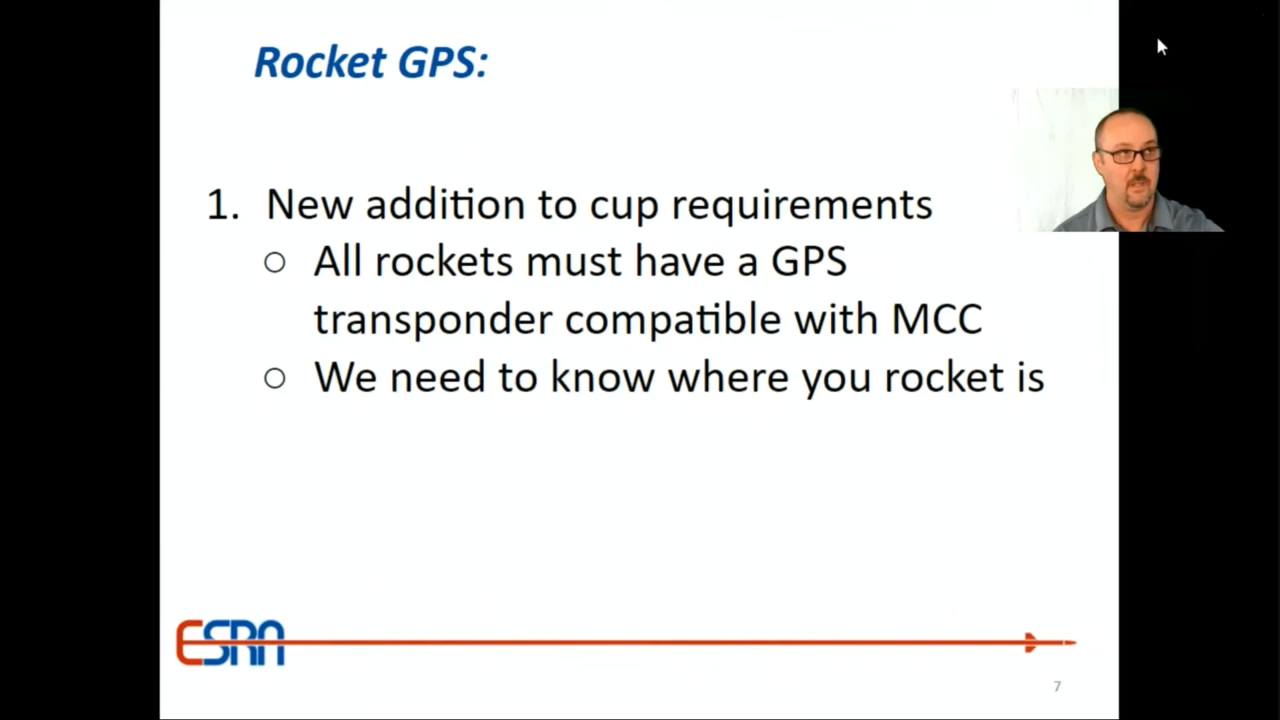 Rocket GPS:
1. New addition to cup requirements
○ All rockets must have a GPS
transponder compatible with MCC
○ We need to know where you rocket is
ESRA
7